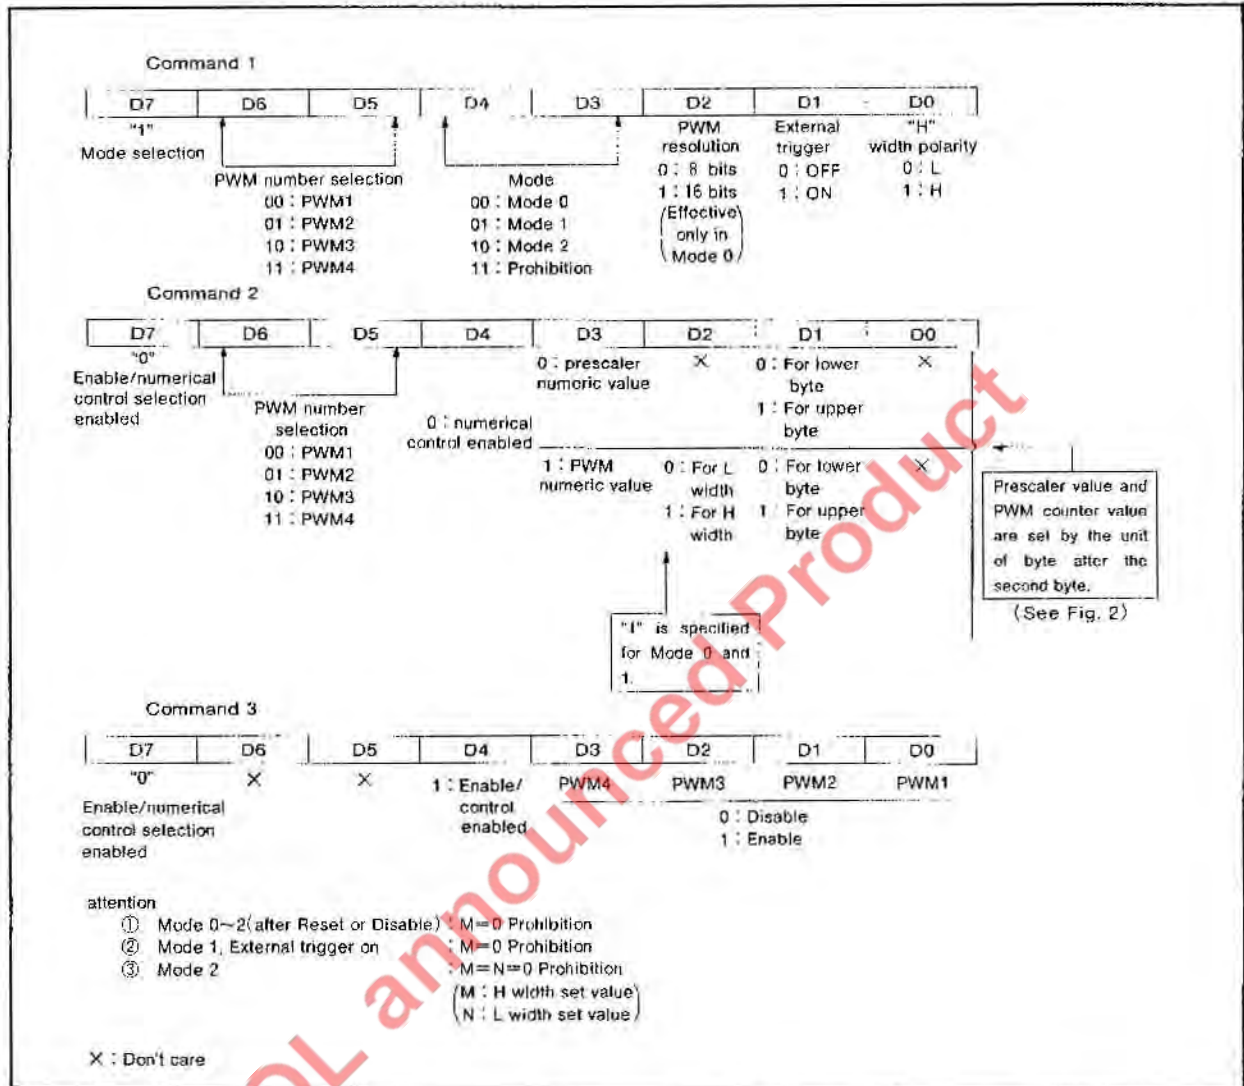 Command 1
D7 D6 D5 D4 D3 D2 D1 D0
"1"
Mode selection
PWM number selection
00 : PWM1
01 : PWM2
10 : PWM3
11 : PWM4
Mode
00 : Mode 0
01 : Mode 1
10 : Mode 2
11 : Prohibition
PWM
resolution
0 : 8 bits
1 : 16 bits
(Effective
only in
Mode 0)
External
trigger
0 : OFF
1 : ON
"H"
width polarity
0 : L
1 : H
Command 2
D7 D6 D5 D4 D3 D2 D1 D0
"0"
Enable/numerical
control selection
enabled
PWM number
selection
00 : PWM1
01 : PWM2
10 : PWM3
11 : PWM4
0 : numerical
control enabled
0 : prescaler
numeric value
×
0 : For lower
byte
1 : For upper
byte
×
1 : PWM
numeric value
0 : For L
width
1 : For H
width
0 : For lower
byte
1 : For upper
byte
×
Prescaler value and
PWM counter value
are set by the unit
of byte after the
second byte.
(See Fig. 2)
"1" is specified
for Mode 0 and
1.
Command 3
D7 D6 D5 D4 D3 D2 D1 D0
"0"
Enable/numerical
control selection
enabled
×
×
1 : Enable/
control
enabled
PWM4 PWM3 PWM2 PWM1
0 : Disable
1 : Enable
attention
① Mode 0~2(after Reset or Disable) : M=0 Prohibition
② Mode 1, External trigger on : M=0 Prohibition
③ Mode 2 : M=N=0 Prohibition
(M : H width set value)
(N : L width set value)
× : Don't care
OL announced Product